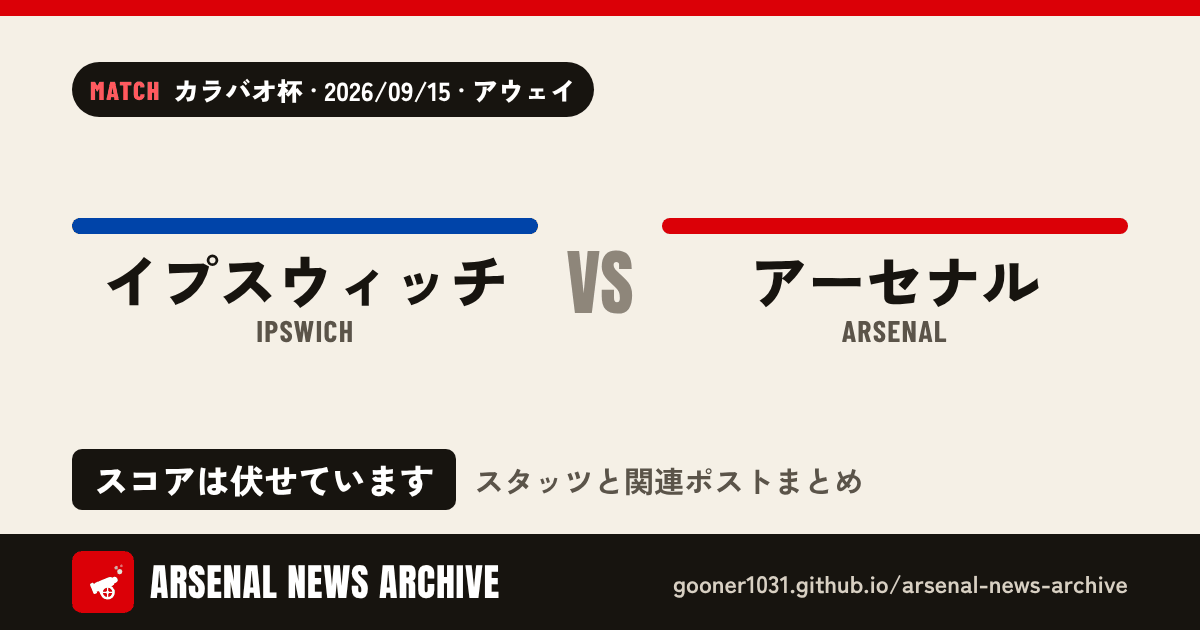 MATCH カラバオ杯・2026/09/15・アウェイ
イプスウィッチ
IPSWICH
VS
アーセナル
ARSENAL
スコアは伏せています スタッツと関連ポストまとめ
ARSENAL NEWS ARCHIVE
gooner1031.github.io/arsenal-news-archive